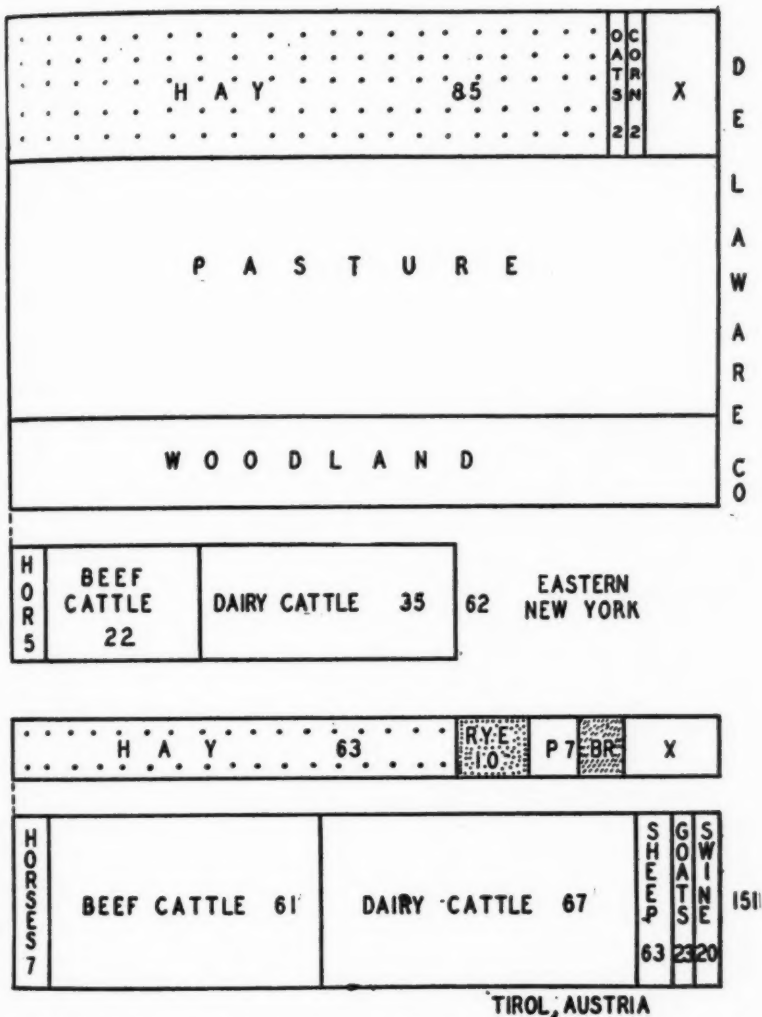 HAY 85
OATS 2
CORN 2
X
DELAWARE CO
PASTURE
WOODLAND
HOR 5
BEEF
CATTLE
22
DAIRY CATTLE 35
62
EASTERN
NEW YORK
HAY 63
RYE
10
P 7
BR
X
HORSES 7
BEEF CATTLE 61
DAIRY CATTLE 67
SHEEP 63
GOATS 23
SWINE 20
151
TIROL, AUSTRIA